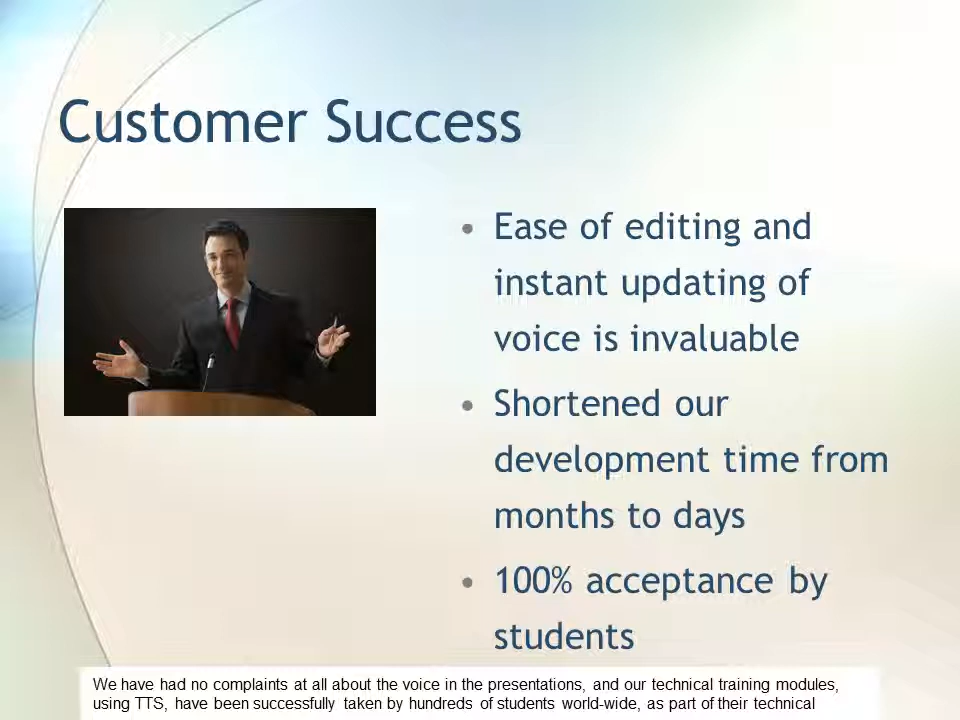 Customer Success
• Ease of editing and
instant updating of
voice is invaluable
• Shortened our
development time from
months to days
• 100% acceptance by
students
We have had no complaints at all about the voice in the presentations, and our technical training modules,
using TTS, have been successfully taken by hundreds of students world-wide, as part of their technical